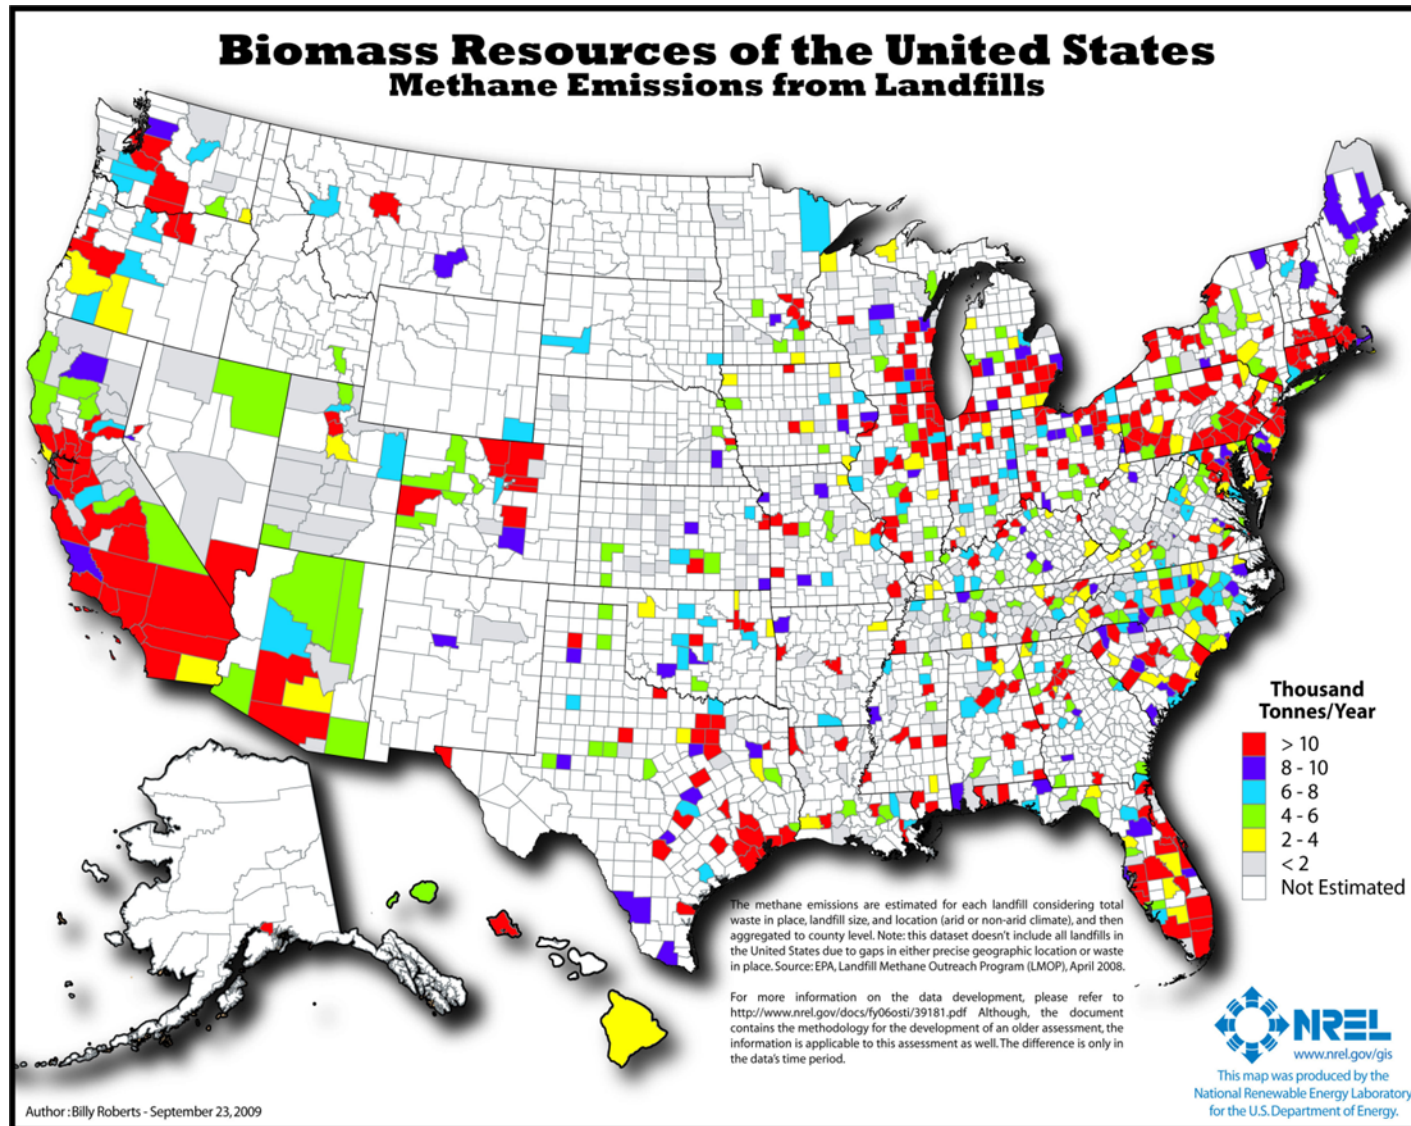 Biomass Resources of the United States
Methane Emissions from Landfills
Thousand
Tonnes/Year
> 10
8 - 10
6 - 8
4 - 6
2 - 4
< 2
Not Estimated
The methane emissions are estimated for each landfill considering total
waste in place, landfill size, and location (arid or non-arid climate), and then
aggregated to county level. Note: this dataset doesn't include all landfills in
the United States due to gaps in either precise geographic location or waste
in place. Source: EPA, Landfill Methane Outreach Program (LMOP), April 2008.
For more information on the data development, please refer to
http://www.nrel.gov/docs/fy06osti/39181.pdf Although, the document
contains the methodology for the development of an older assessment, the
information is applicable to this assessment as well. The difference is only in
the data's time period.
NREL
www.nrel.gov/gis
This map was produced by the
National Renewable Energy Laboratory
for the U.S. Department of Energy.
Author : Billy Roberts - September 23, 2009